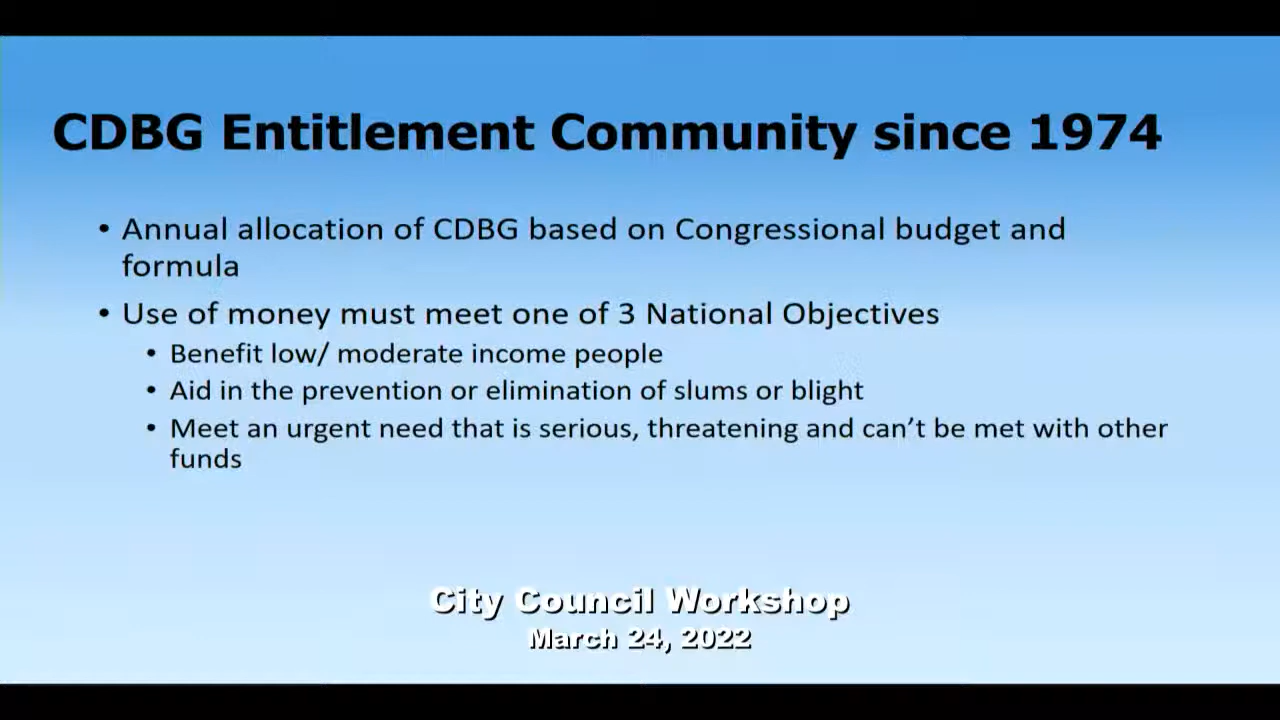 CDBG Entitlement Community since 1974
• Annual allocation of CDBG based on Congressional budget and
formula
• Use of money must meet one of 3 National Objectives
• Benefit low/ moderate income people
• Aid in the prevention or elimination of slums or blight
• Meet an urgent need that is serious, threatening and can’t be met with other
funds
City Council Workshop
March 24, 2022